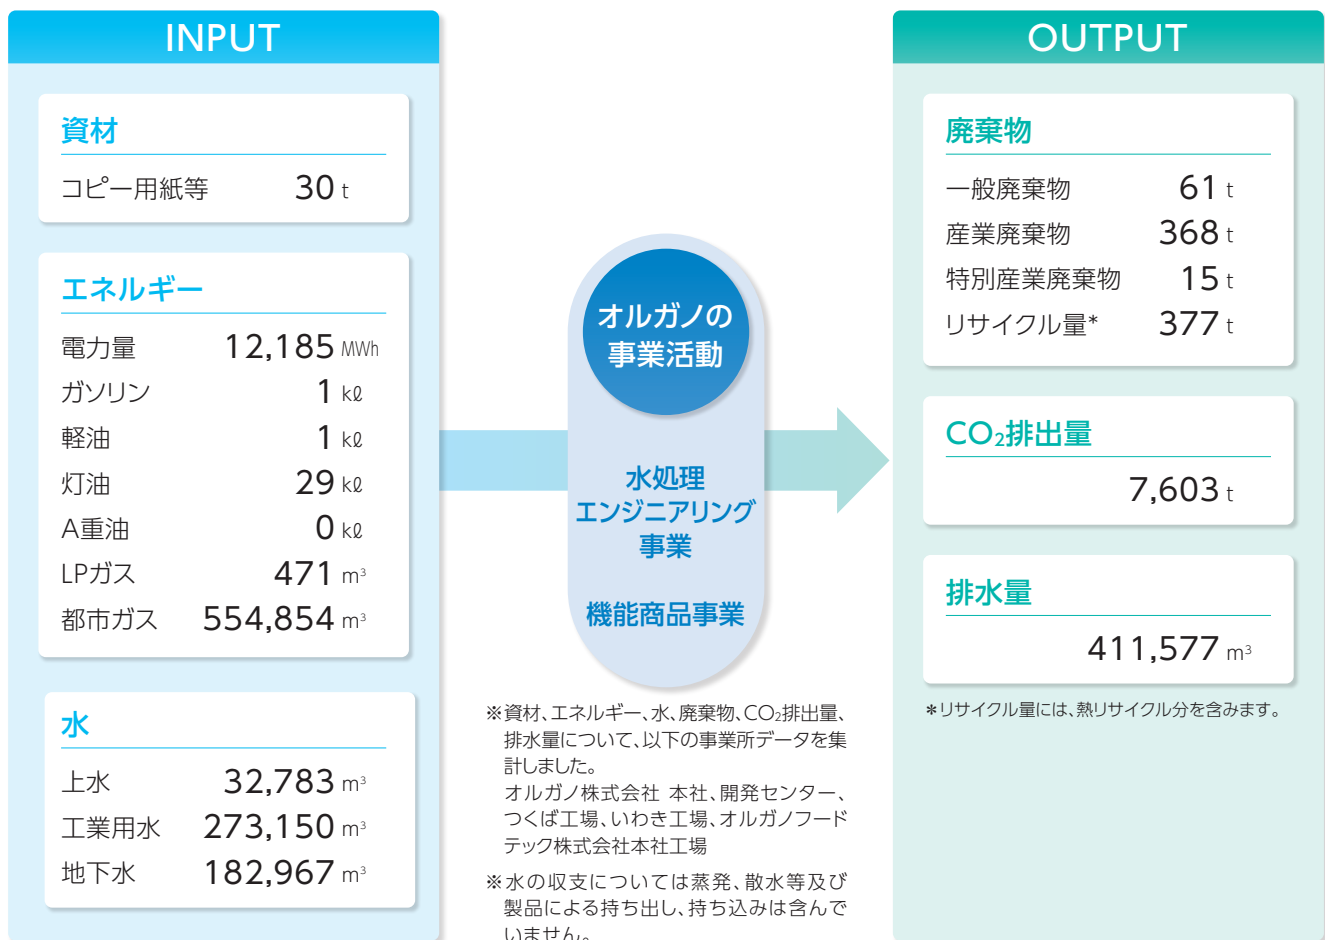 INPUT
資材
コピー用紙等 30 t
エネルギー
電力量 12,185 MWh
ガソリン 1 kℓ
軽油 1 kℓ
灯油 29 kℓ
A重油 0 kℓ
LPガス 471 m³
都市ガス 554,854 m³
水
上水 32,783 m³
工業用水 273,150 m³
地下水 182,967 m³
オルガノの
事業活動
水処理
エンジニアリング
事業
機能商品事業
※資材、エネルギー、水、廃棄物、CO₂排出量、
排水量について、以下の事業所データを集
計しました。
オルガノ株式会社 本社、開発センター、
つくば工場、いわき工場、オルガノフード
テック株式会社本社工場
※水の収支については蒸発、散水等及び
製品による持ち出し、持ち込みは含んで
いません。
OUTPUT
廃棄物
一般廃棄物 61 t
産業廃棄物 368 t
特別産業廃棄物 15 t
リサイクル量* 377 t
CO₂排出量
7,603 t
排水量
411,577 m³
*リサイクル量には、熱リサイクル分を含みます。